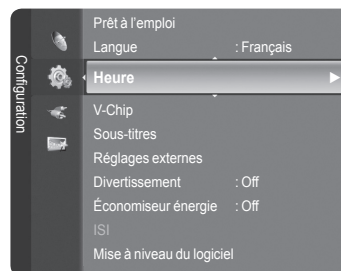 Configuration
Prêt à l'emploi
Langue : Français
Heure
V-Chip
Sous-titres
Réglages externes
Divertissement : Off
Économiseur énergie : Off
ISI
Mise à niveau du logiciel